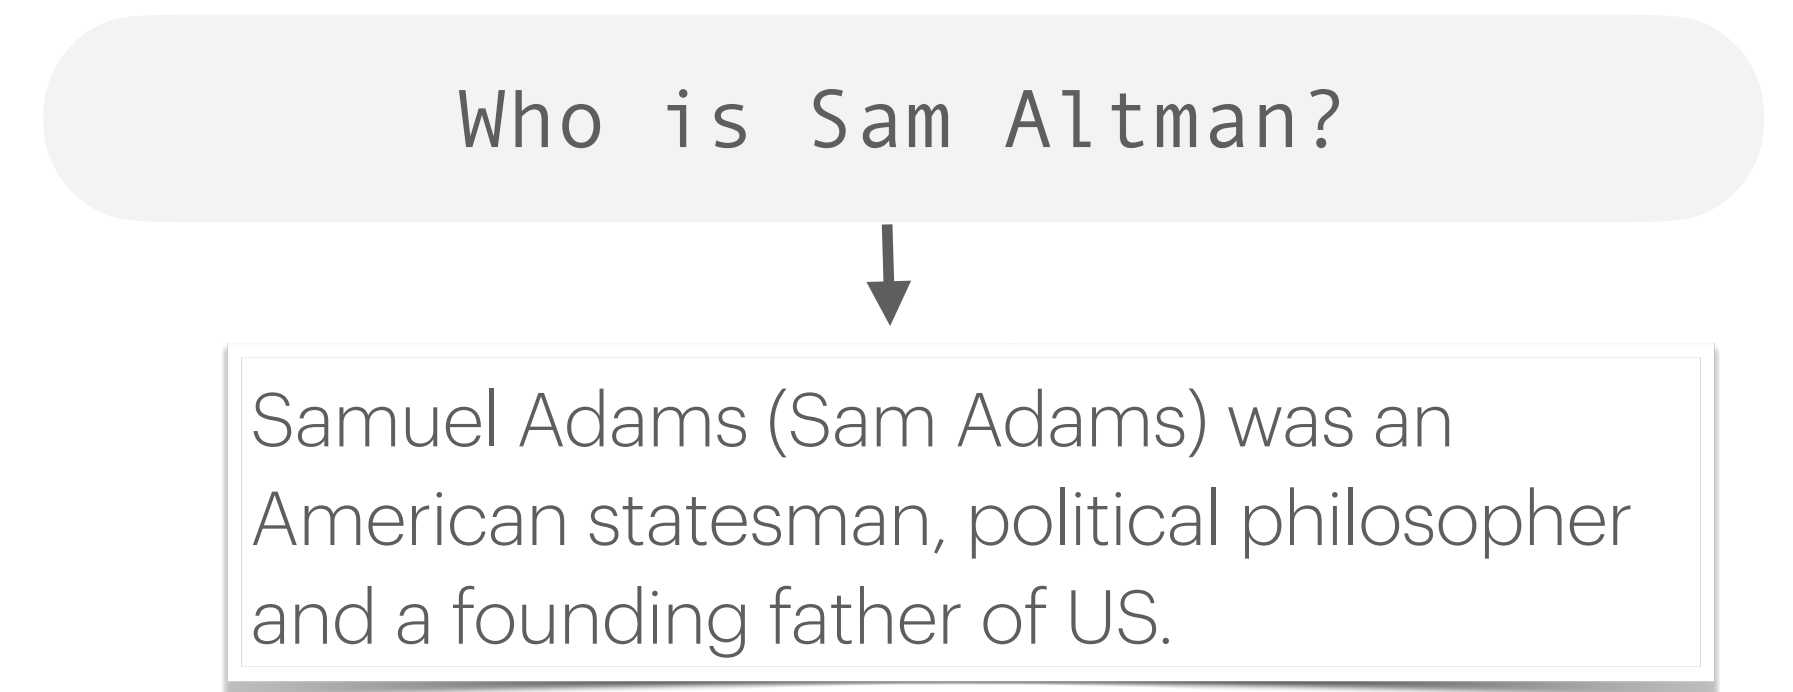 Who is Sam Altman?
Samuel Adams (Sam Adams) was an
American statesman, political philosopher
and a founding father of US.